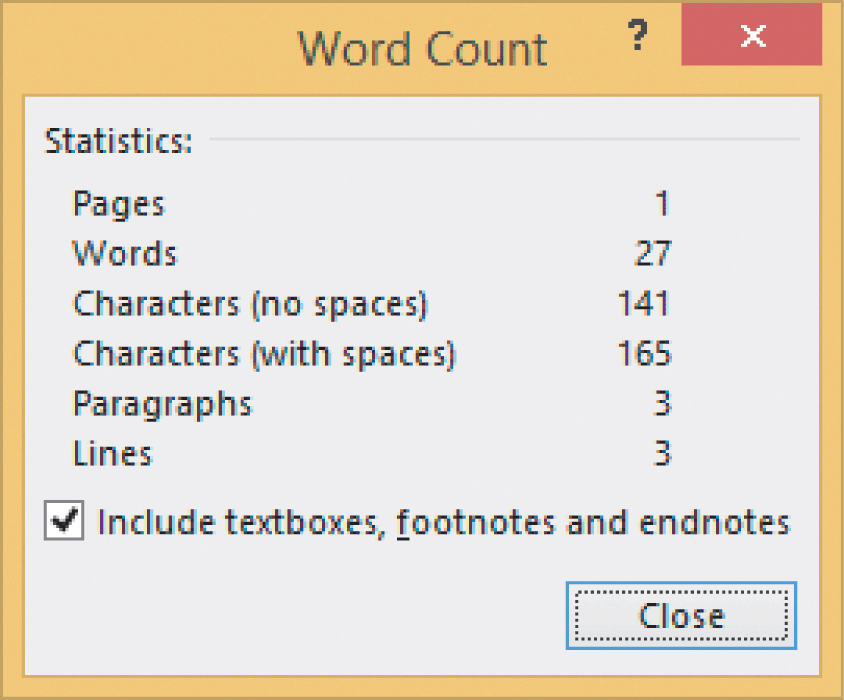 Word Count ?
Statistics:
Pages 1
Words 27
Characters (no spaces) 141
Characters (with spaces) 165
Paragraphs 3
Lines 3
Include textboxes, footnotes and endnotes
Close